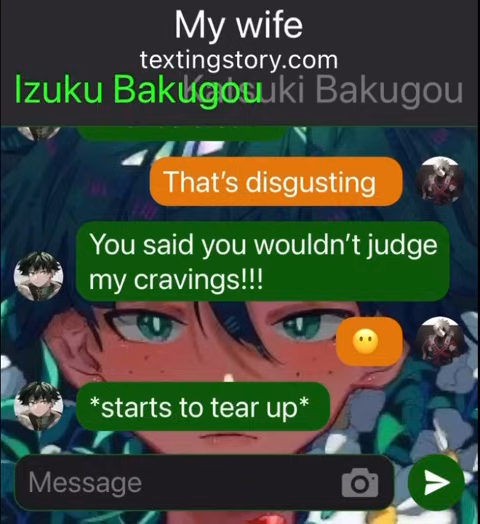 My wife
textingstory.com
Izuku Bakugou Katsuki Bakugou
That’s disgusting
You said you wouldn’t judge
my cravings!!!
😶
*starts to tear up*
Message